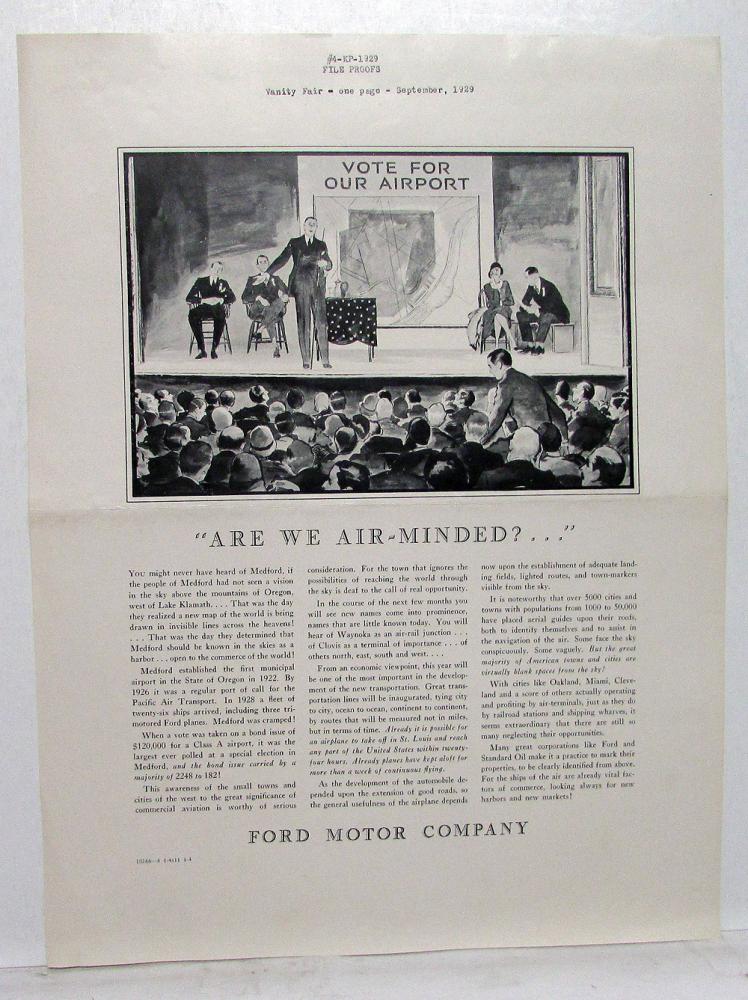 #4-KP-1929
FILE PROOFS
Vanity Fair - one page - September, 1929
VOTE FOR
OUR AIRPORT
"ARE WE AIR-MINDED? . . ."
You might never have heard of Medford, if
the people of Medford had not seen a vision
in the sky above the mountains of Oregon,
west of Lake Klamath. . . . That was the day
they realized a new map of the world is being
drawn in invisible lines across the heavens!
. . . That was the day they determined that
Medford should be known in the skies as a
harbor . . . open to the commerce of the world!
Medford established the first municipal
airport in the State of Oregon in 1922. By
1926 it was a regular port of call for the
Pacific Air Transport. In 1928 a fleet of
twenty-six ships arrived, including three tri-
motored Ford planes. Medford was cramped!
When a vote was taken on a bond issue of
$120,000 for a Class A airport, it was the
largest ever polled at a special election in
Medford, and the bond issue carried by a
majority of 2248 to 182!
This awareness of the small towns and
cities of the west to the great significance of
commercial aviation is worthy of serious
consideration. For the town that ignores the
possibilities of reaching the world through
the sky is deaf to the call of real opportunity.
In the course of the next few months you
will see new names come into prominence,
names that are little known today. You will
hear of Waynoka as an air-rail junction . . .
of Clovis as a terminal of importance . . . of
others north, east, south and west. . . .
From an economic viewpoint, this year will
be one of the most important in the develop-
ment of the new transportation. Great trans-
portation lines will be inaugurated, tying city
to city, ocean to ocean, continent to continent,
by routes that will be measured not in miles,
but in terms of time. Already it is possible for
an airplane to take off in St. Louis and reach
any part of the United States within twenty-
four hours. Already planes have kept aloft for
more than a week of continuous flying.
As the development of the automobile de-
pended upon the extension of good roads, so
the general usefulness of the airplane depends
now upon the establishment of adequate land-
ing fields, lighted routes, and town-markers
visible from the sky.
It is noteworthy that over 5000 cities and
towns with populations from 1000 to 50,000
have placed aerial guides upon their roofs,
both to identify themselves and to assist in
the navigation of the air. Some face the sky
conspicuously. Some vaguely. But the great
majority of American towns and cities are
virtually blank spaces from the sky!
With cities like Oakland, Miami, Cleve-
land and a score of others actually operating
and profiting by air-terminals, just as they do
by railroad stations and shipping wharves, it
seems extraordinary that there are still so
many neglecting their opportunities.
Many great corporations like Ford and
Standard Oil make it a practice to mark their
properties, to be clearly identified from above.
For the ships of the air are already vital fac-
tors of commerce, looking always for new
harbors and new markets!
FORD MOTOR COMPANY